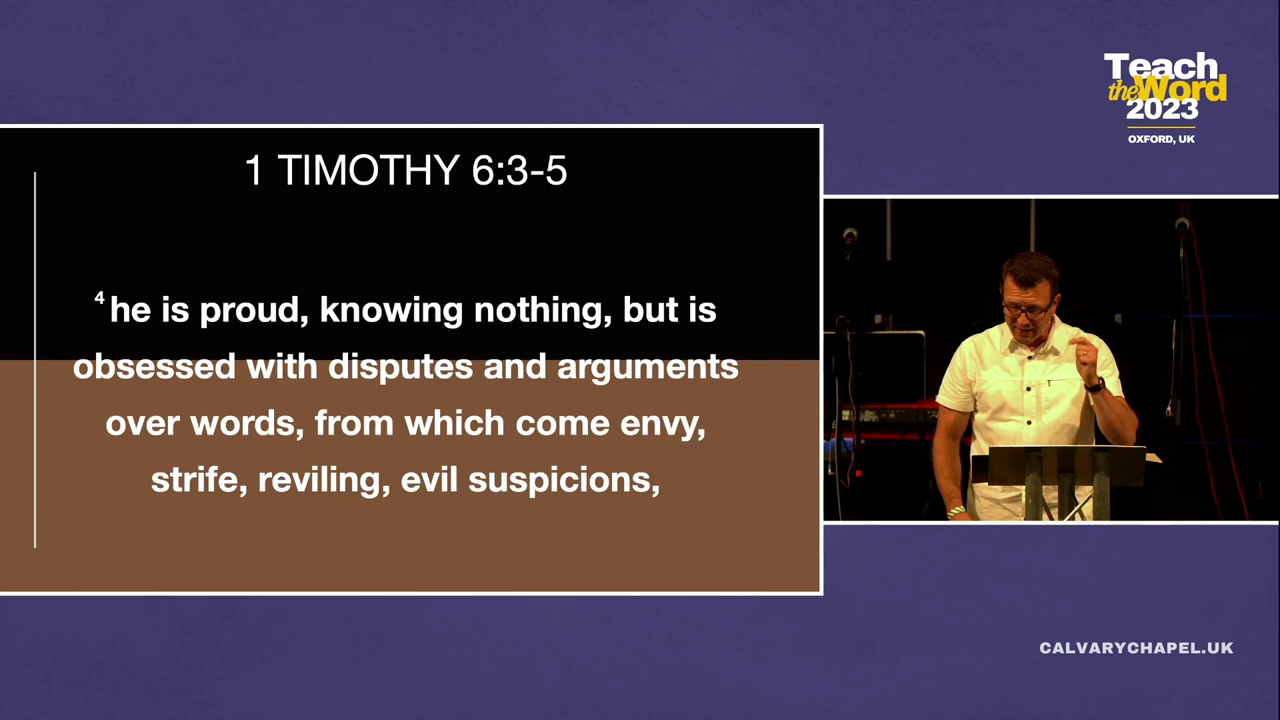 Teach
the Word
2023
OXFORD, UK
1 TIMOTHY 6:3-5
4 he is proud, knowing nothing, but is
obsessed with disputes and arguments
over words, from which come envy,
strife, reviling, evil suspicions,
CALVARYCHAPEL.UK